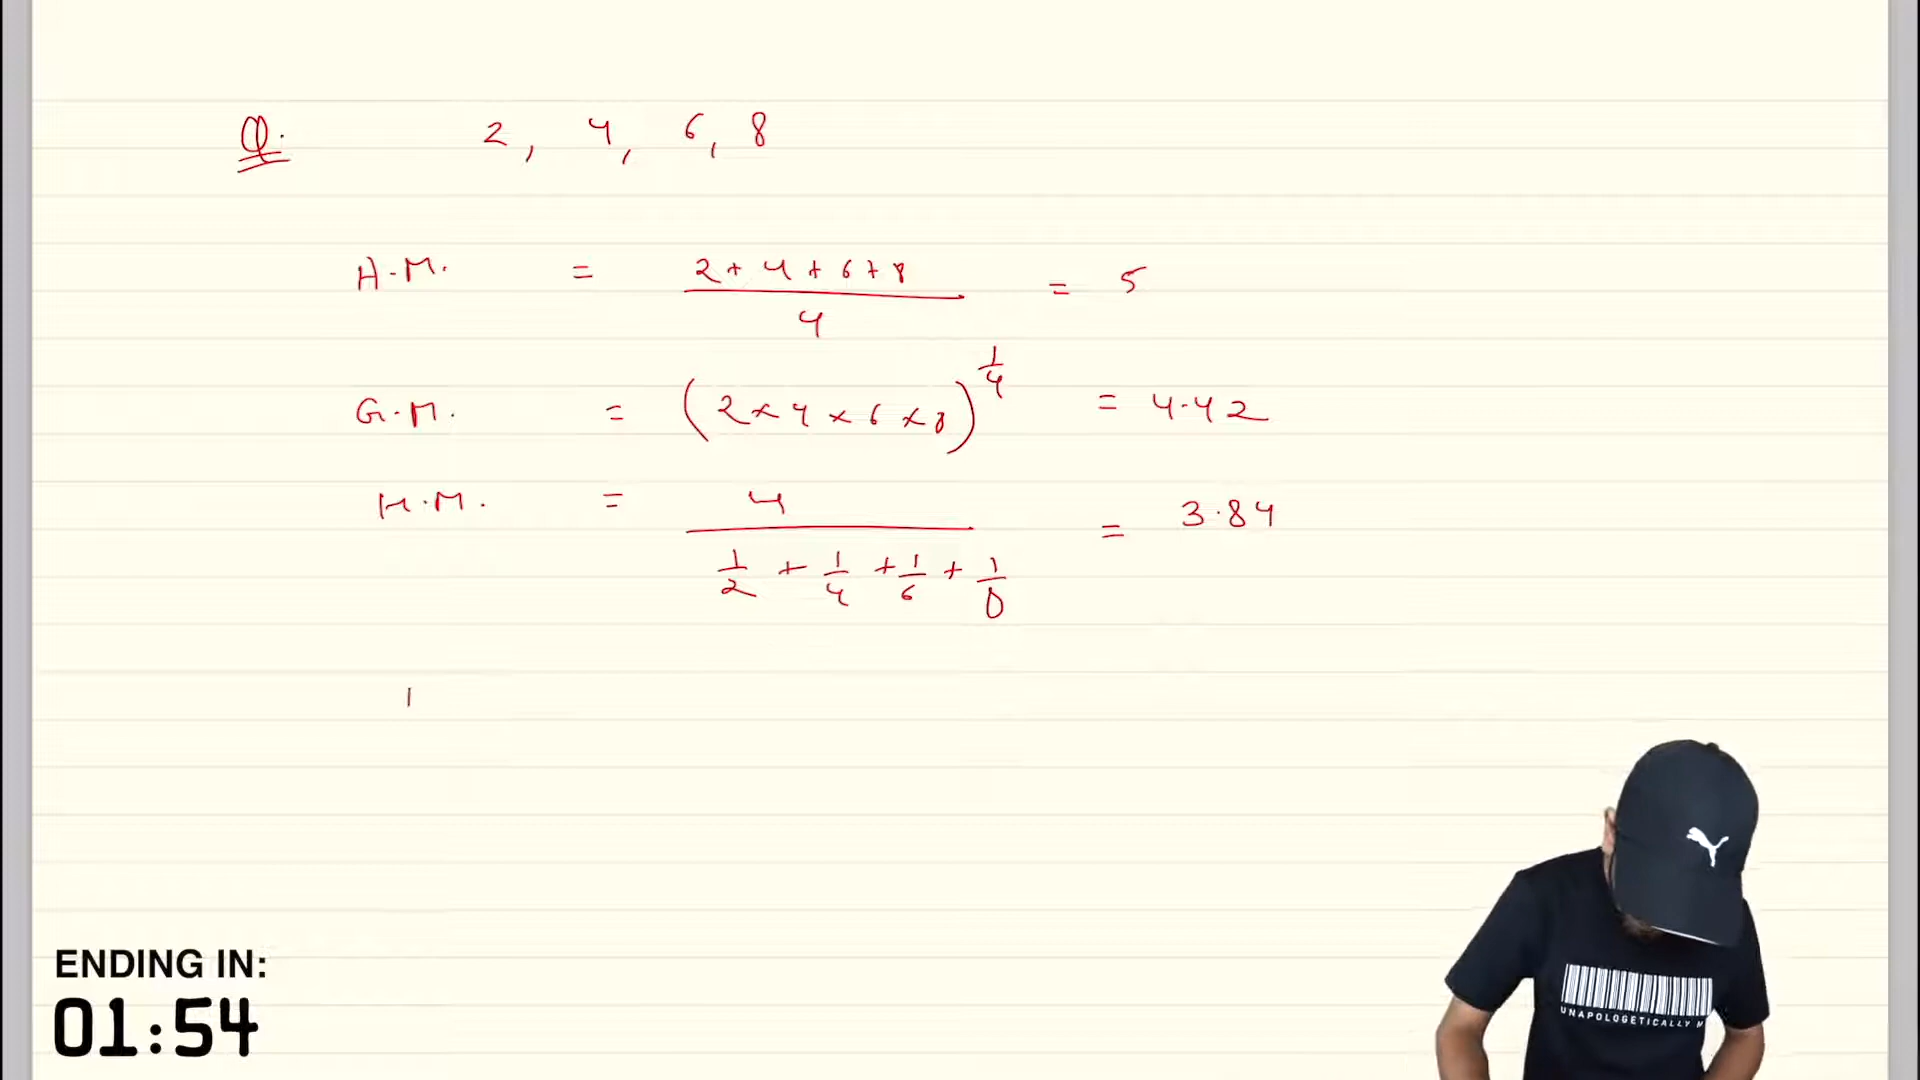 Q. 2, 4, 6, 8
A.M. = (2+4+6+8)/4 = 5
G.M. = (2×4×6×8)^(1/4) = 4.42
H.M. = 4/(1/2 + 1/4 + 1/6 + 1/8) = 3.84
ENDING IN:
01:54
UNAPOLOGETICALLY